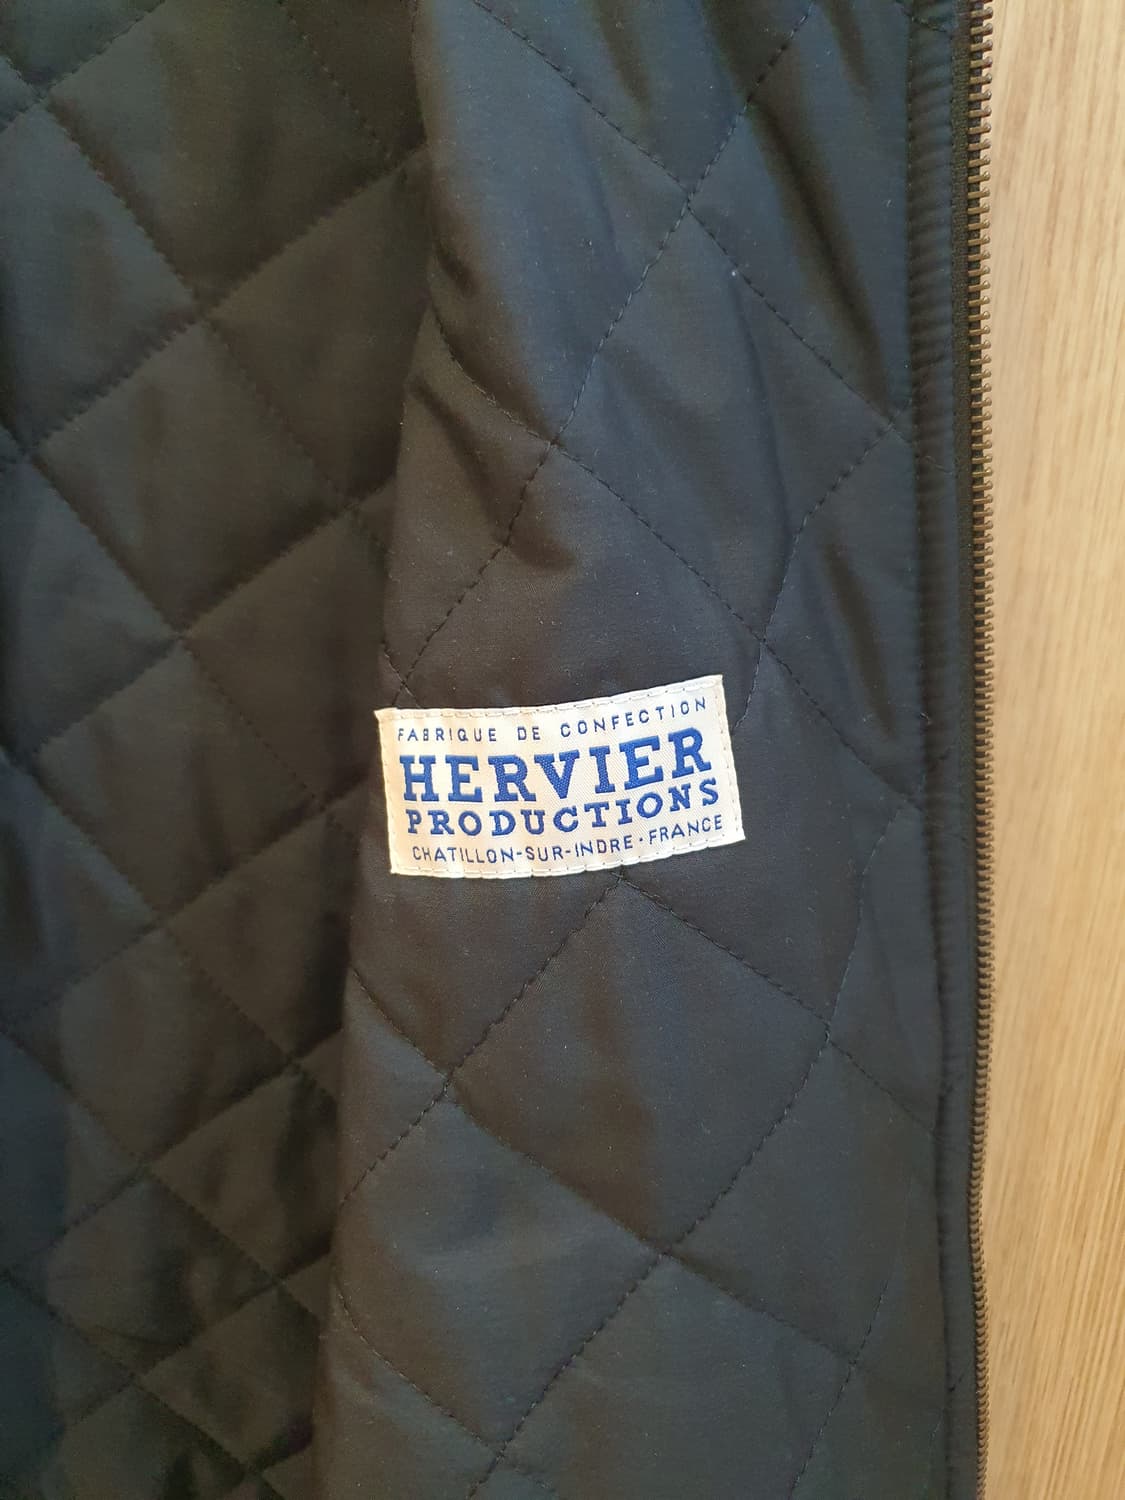 FABRIQUE DE CONFECTION
HERVIER
PRODUCTIONS
CHATILLON-SUR-INDRE·FRANCE